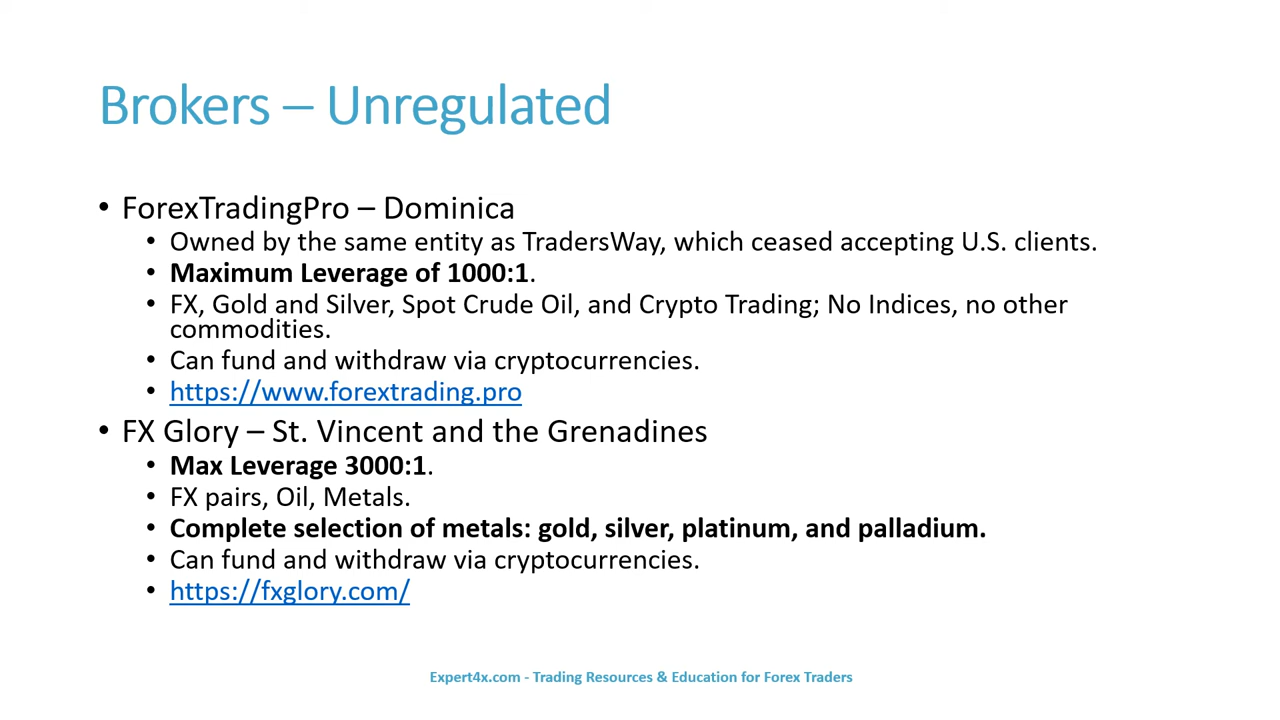 Brokers – Unregulated
• ForexTradingPro – Dominica
• Owned by the same entity as TradersWay, which ceased accepting U.S. clients.
• Maximum Leverage of 1000:1.
• FX, Gold and Silver, Spot Crude Oil, and Crypto Trading; No Indices, no other
commodities.
• Can fund and withdraw via cryptocurrencies.
• https://www.forextrading.pro
• FX Glory – St. Vincent and the Grenadines
• Max Leverage 3000:1.
• FX pairs, Oil, Metals.
• Complete selection of metals: gold, silver, platinum, and palladium.
• Can fund and withdraw via cryptocurrencies.
• https://fxglory.com/
Expert4x.com - Trading Resources & Education for Forex Traders